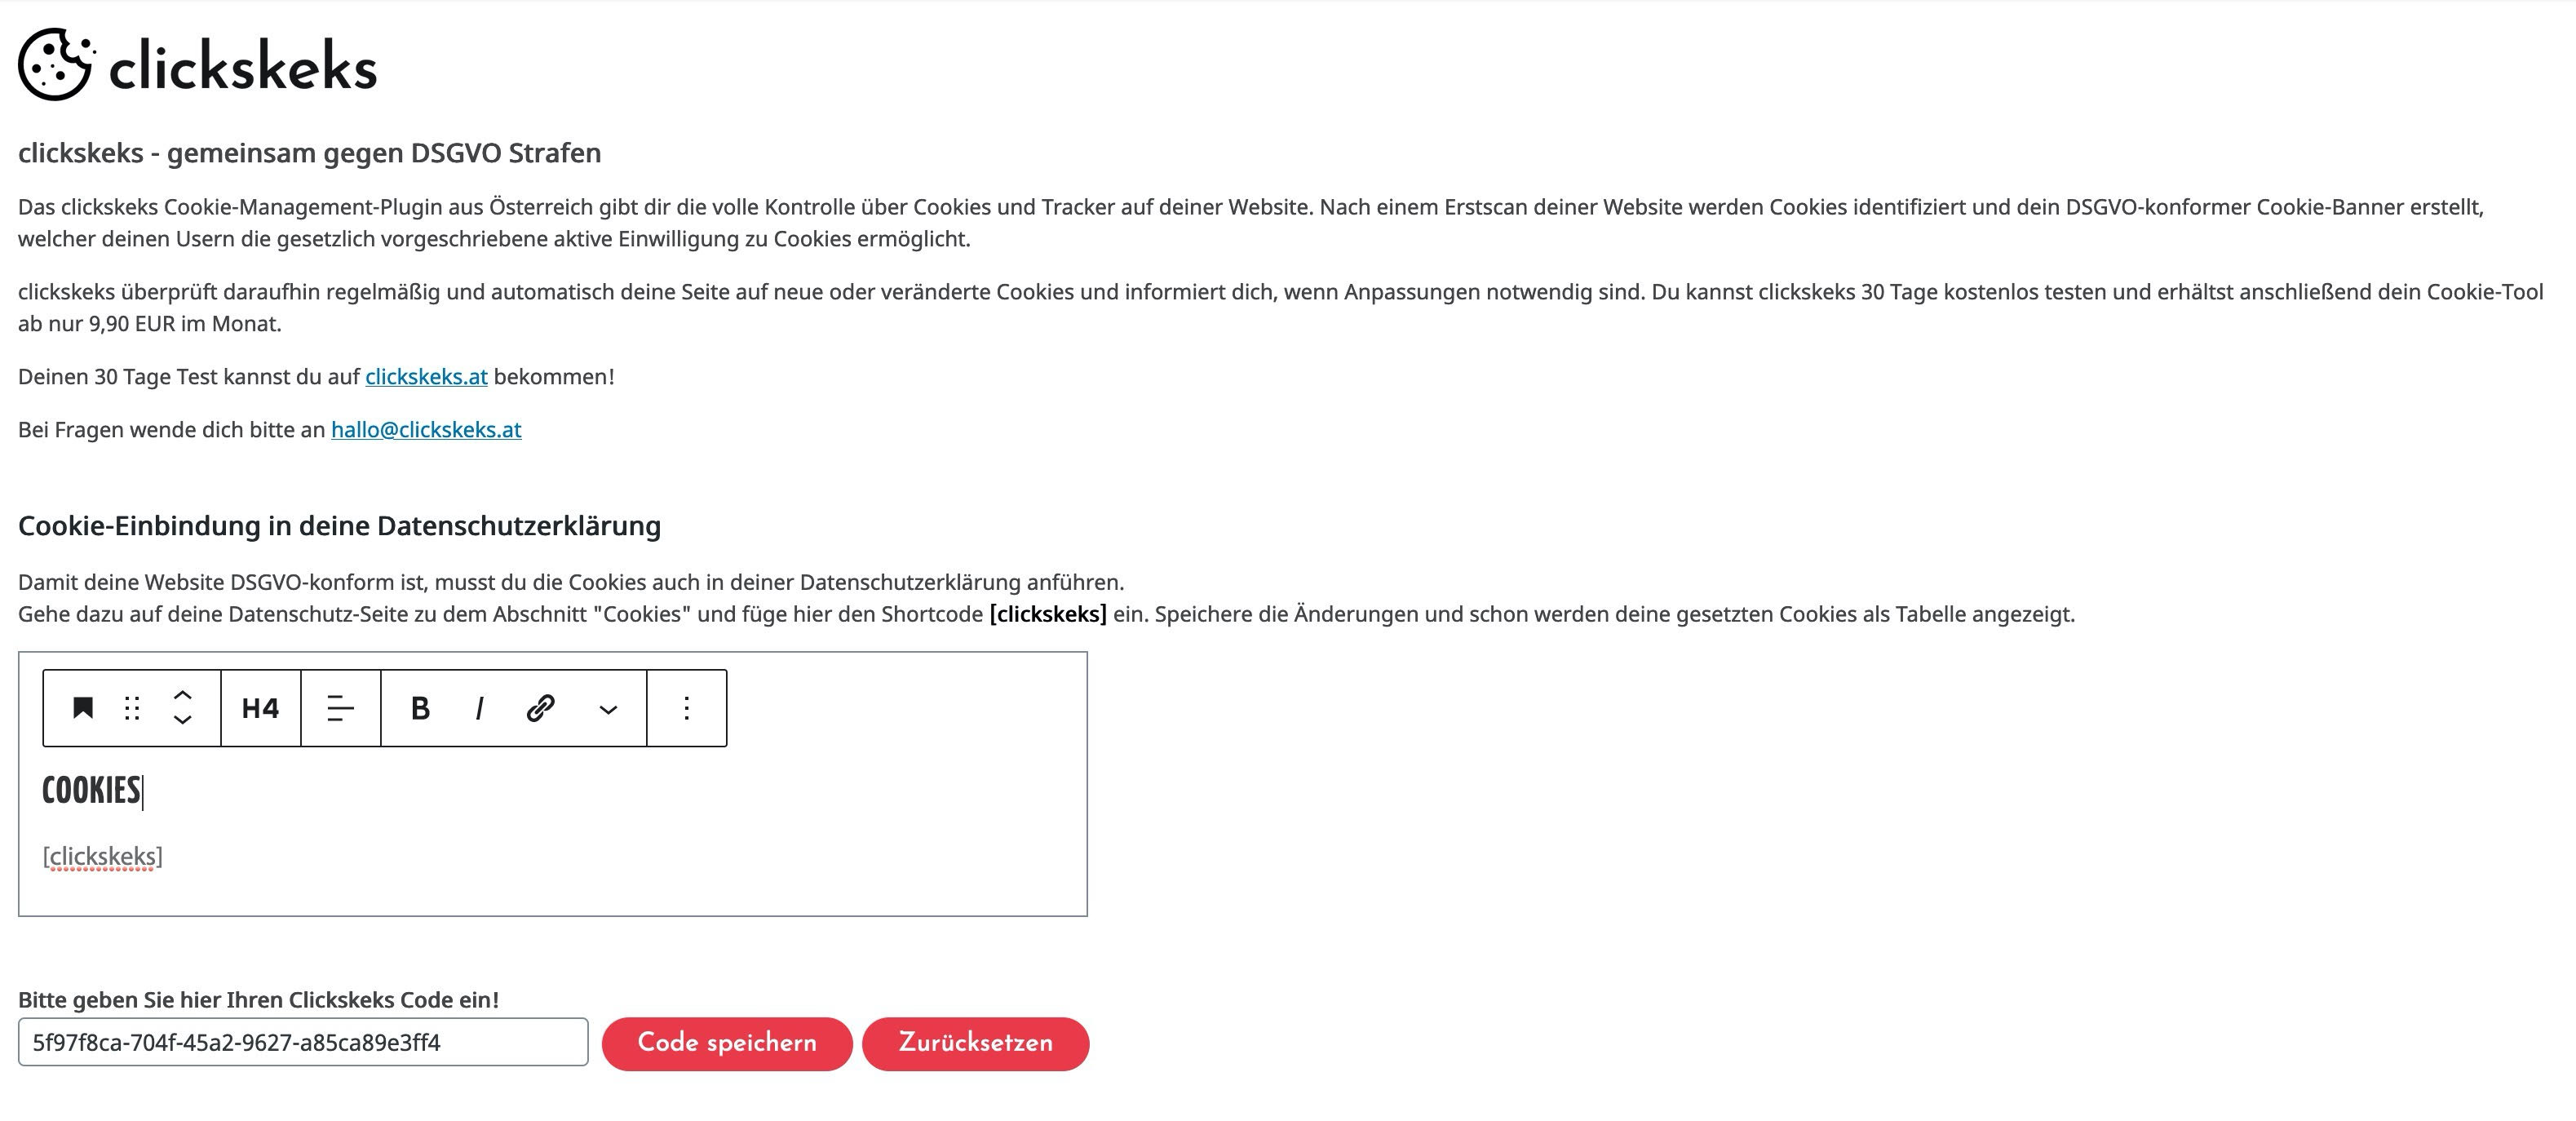 clickskeks
clickskeks - gemeinsam gegen DSGVO Strafen
Das clickskeks Cookie-Management-Plugin aus Österreich gibt dir die volle Kontrolle über Cookies und Tracker auf deiner Website. Nach einem Erstscan deiner Website werden Cookies identifiziert und dein DSGVO-konformer Cookie-Banner erstellt,
welcher deinen Usern die gesetzlich vorgeschriebene aktive Einwilligung zu Cookies ermöglicht.
clickskeks überprüft daraufhin regelmäßig und automatisch deine Seite auf neue oder veränderte Cookies und informiert dich, wenn Anpassungen notwendig sind. Du kannst clickskeks 30 Tage kostenlos testen und erhältst anschließend dein Cookie-Tool
ab nur 9,90 EUR im Monat.
Deinen 30 Tage Test kannst du auf clickskeks.at bekommen!
Bei Fragen wende dich bitte an hallo@clickskeks.at
Cookie-Einbindung in deine Datenschutzerklärung
Damit deine Website DSGVO-konform ist, musst du die Cookies auch in deiner Datenschutzerklärung anführen.
Gehe dazu auf deine Datenschutz-Seite zu dem Abschnitt "Cookies" und füge hier den Shortcode [clickskeks] ein. Speichere die Änderungen und schon werden deine gesetzten Cookies als Tabelle angezeigt.
H4 B I
COOKIES
[clickskeks]
Bitte geben Sie hier Ihren Clickskeks Code ein!
5f97f8ca-704f-45a2-9627-a85ca89e3ff4 Code speichern Zurücksetzen